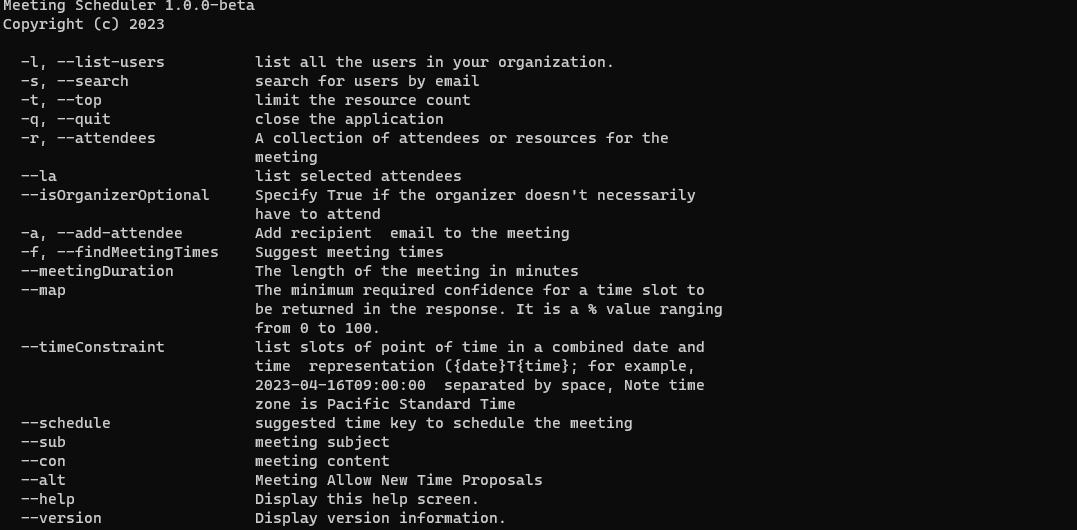 Meeting Scheduler 1.0.0-beta
Copyright (c) 2023
-l, --list-users list all the users in your organization.
-s, --search search for users by email
-t, --top limit the resource count
-q, --quit close the application
-r, --attendees A collection of attendees or resources for the
meeting
--la list selected attendees
--isOrganizerOptional Specify True if the organizer doesn't necessarily
have to attend
-a, --add-attendee Add recipient  email to the meeting
-f, --findMeetingTimes Suggest meeting times
--meetingDuration The length of the meeting in minutes
--map The minimum required confidence for a time slot to
be returned in the response. It is a % value ranging
from 0 to 100.
--timeConstraint list slots of point of time in a combined date and
time  representation ({date}T{time}; for example,
2023-04-16T09:00:00  separated by space, Note time
zone is Pacific Standard Time
--schedule suggested time key to schedule the meeting
--sub meeting subject
--con meeting content
--alt Meeting Allow New Time Proposals
--help Display this help screen.
--version Display version information.